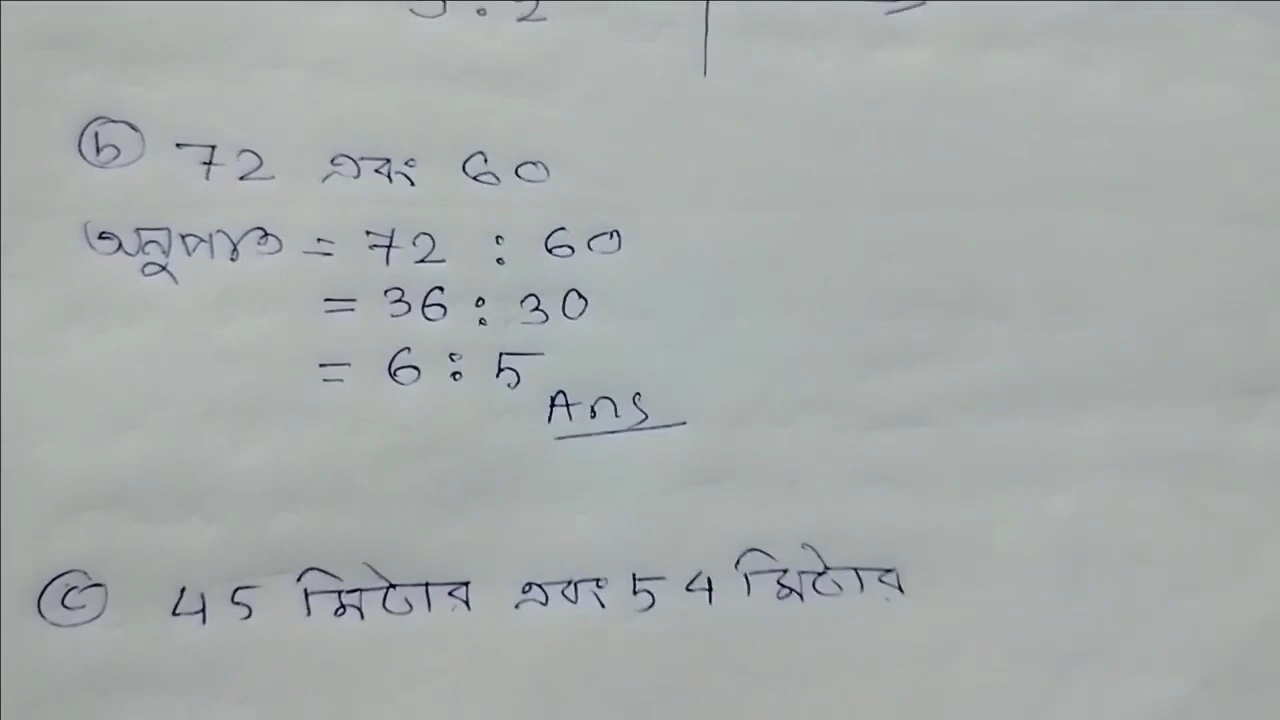 ⓑ 72 এবং 60
অনুপাত = 72 : 60
= 36 : 30
= 6 : 5
Ans
ⓒ 45 মিটার এবং 54 মিটার